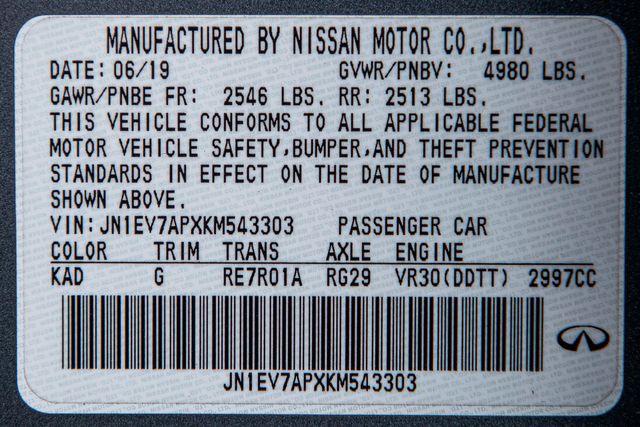 MANUFACTURED BY NISSAN MOTOR CO.,LTD.
DATE: 06/19 GVWR/PNBV: 4980 LBS.
GAWR/PNBE FR: 2546 LBS. RR: 2513 LBS.
THIS VEHICLE CONFORMS TO ALL APPLICABLE FEDERAL
MOTOR VEHICLE SAFETY,BUMPER,AND THEFT PREVENTION
STANDARDS IN EFFECT ON THE DATE OF MANUFACTURE
SHOWN ABOVE.
VIN: JN1EV7APXKM543303 PASSENGER CAR
COLOR TRIM TRANS AXLE ENGINE
KAD G RE7R01A RG29 VR30(DDTT) 2997CC
JN1EV7APXKM543303